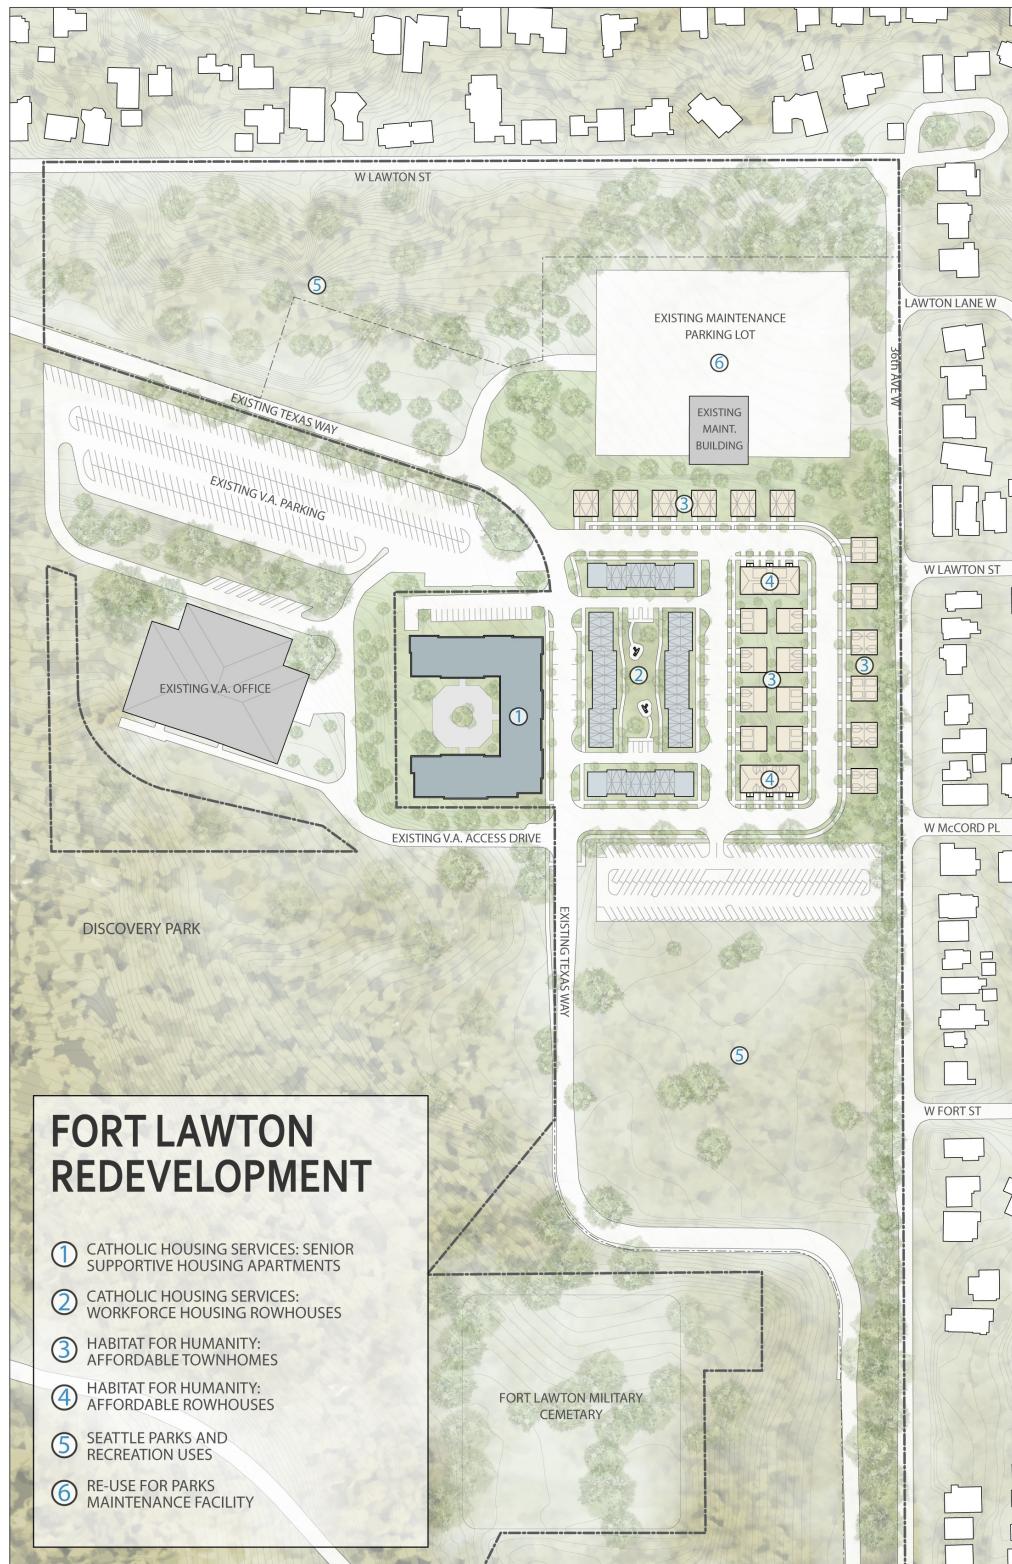 W LAWTON ST
5
LAWTON LANE W
EXISTING MAINTENANCE
PARKING LOT
6
36th AVE W
EXISTING TEXAS WAY
EXISTING
MAINT.
BUILDING
EXISTING V.A. PARKING
3
W LAWTON ST
4
EXISTING V.A. OFFICE
3
2
3
1
4
W McCORD PL
EXISTING V.A. ACCESS DRIVE
DISCOVERY PARK
EXISTING TEXAS WAY
5
W FORT ST
FORT LAWTON
REDEVELOPMENT
1 CATHOLIC HOUSING SERVICES: SENIOR
SUPPORTIVE HOUSING APARTMENTS
2 CATHOLIC HOUSING SERVICES:
WORKFORCE HOUSING ROWHOUSES
3 HABITAT FOR HUMANITY:
AFFORDABLE TOWNHOMES
4 HABITAT FOR HUMANITY:
AFFORDABLE ROWHOUSES
5 SEATTLE PARKS AND
RECREATION USES
6 RE-USE FOR PARKS
MAINTENANCE FACILITY
FORT LAWTON MILITARY
CEMETARY